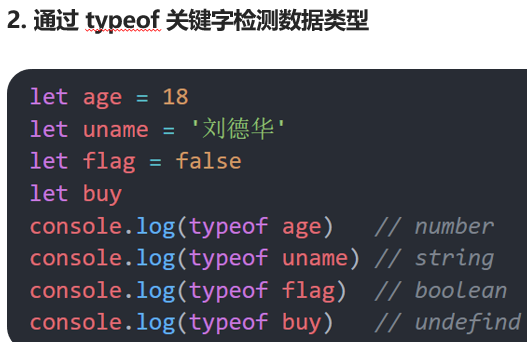 2. 通过 typeof 关键字检测数据类型
let age = 18
let uname = '刘德华'
let flag = false
let buy
console.log(typeof age)   // number
console.log(typeof uname) // string
console.log(typeof flag)  // boolean
console.log(typeof buy)   // undefind